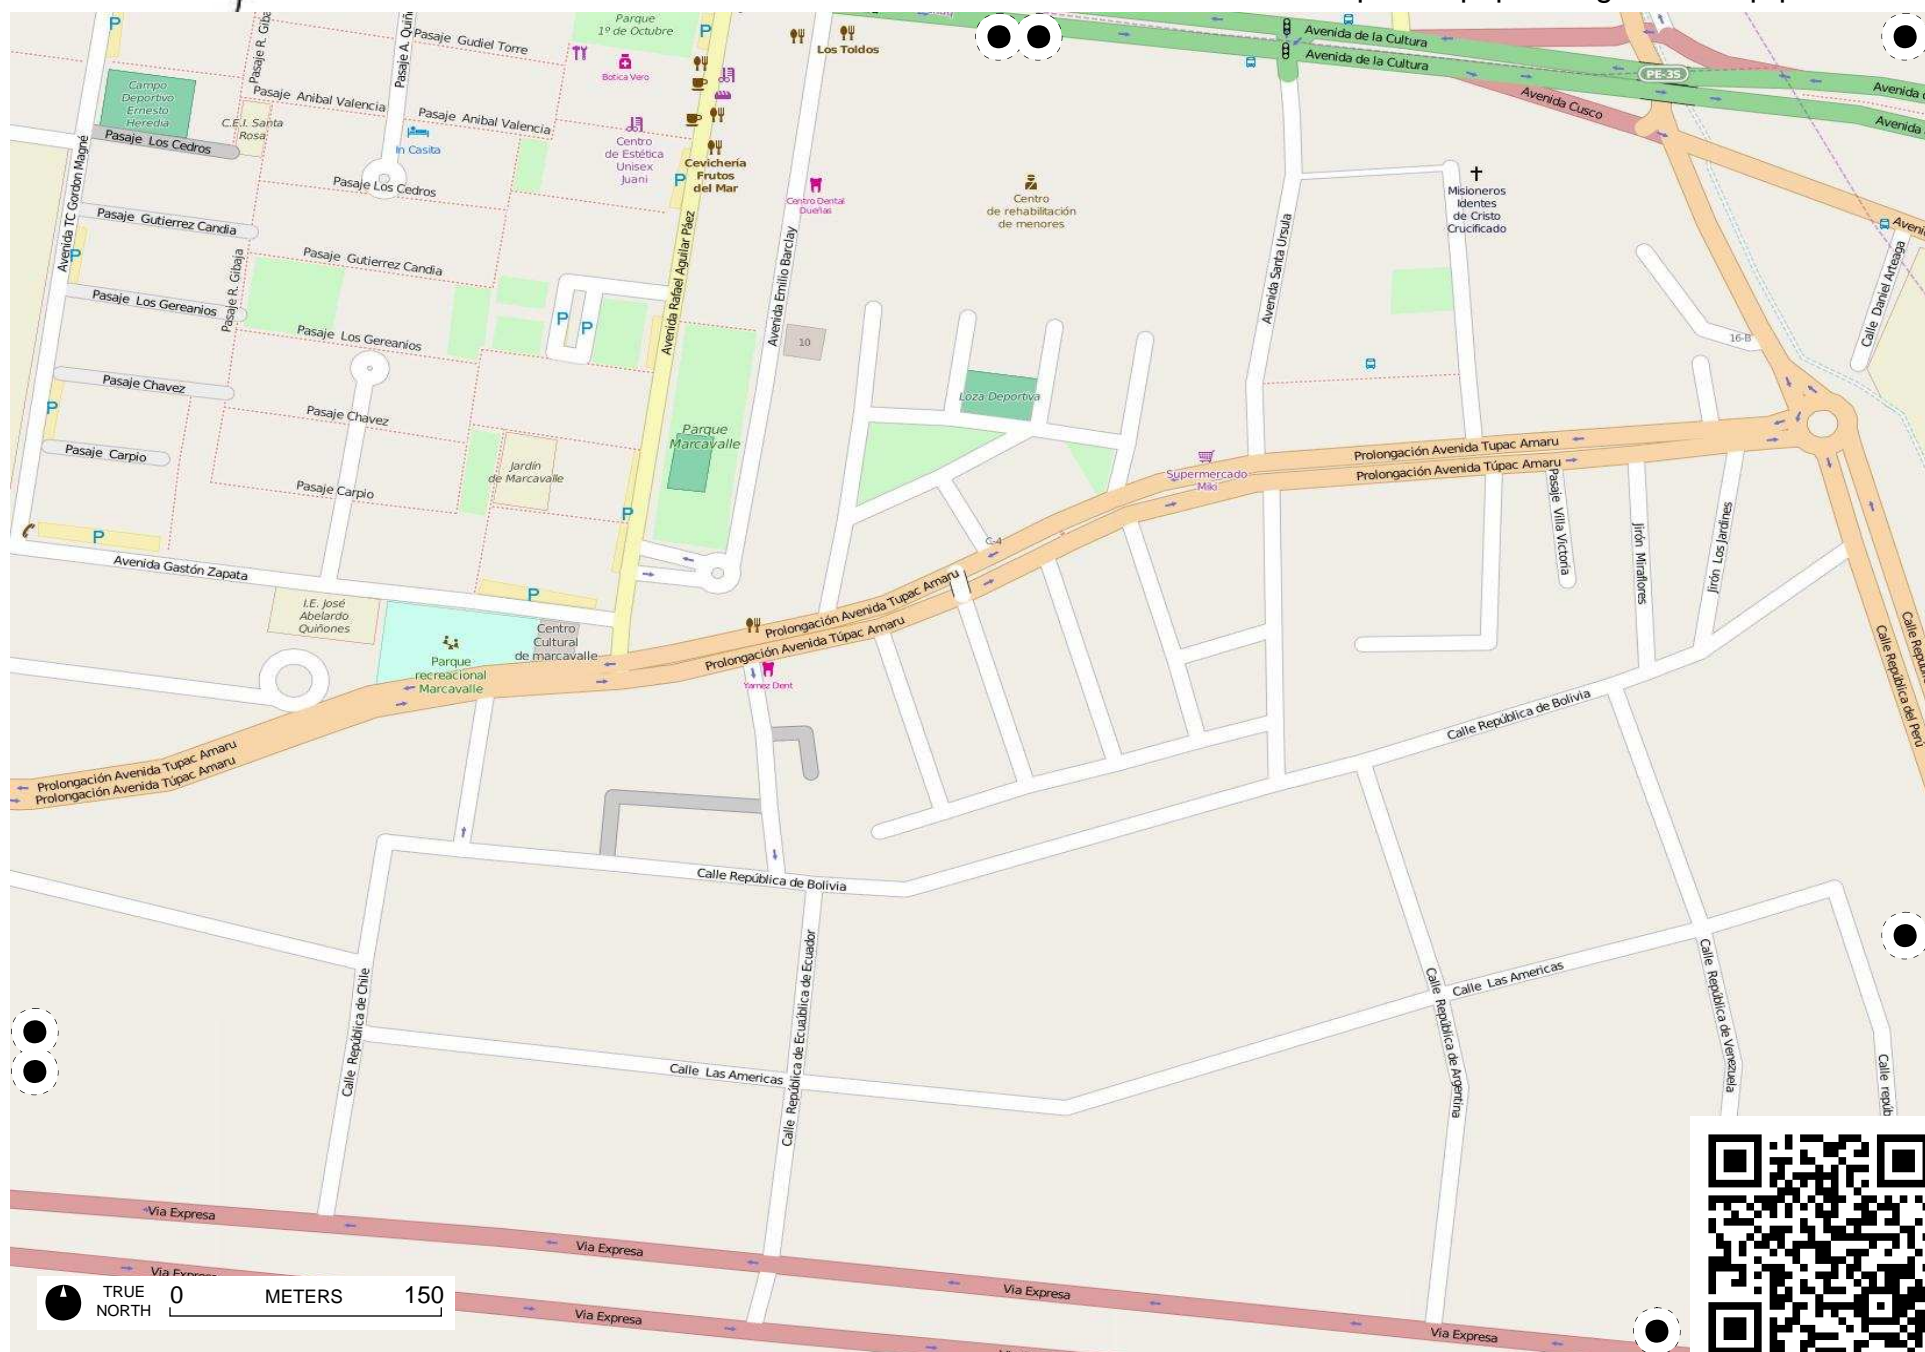 Parque
1º de Octubre
Pasaje Gudiel Torre
Pasaje R. Gibaja
Botica Vero
Los Toldos
Avenida de la Cultura
Avenida de la Cultura
PE-3S
Avenida
Avenida
Avenida Cusco
Campo
Deportivo
Ernesto
Heredia
Pasaje Anibal Valencia
Pasaje Anibal Valencia
C.E.I. Santa
Rosa
Pasaje Los Cedros
In Casita
Centro
de Estética
Unisex
Juani
Cevichería
Frutos
del Mar
Pasaje Los Cedros
Centro Dental
Dueñas
Centro
de rehabilitación
de menores
Misioneros
Identes
de Cristo
Crucificado
Avenida TC Gordon Magne
Pasaje Gutierrez Candia
Pasaje Gutierrez Candia
Avenida Rafael Aguilar Páez
Avenida Emilio Barclay
Avenida Santa Ursula
Calle Daniel Arteaga
Pasaje Los Gereanios
Pasaje Los Gereanios
10
16-B
Pasaje Chavez
Pasaje Chavez
Loza Deportiva
Parque
Marcavalle
Pasaje Carpio
Pasaje Carpio
Jardín
de Marcavalle
Supermercado
Miki
Prolongación Avenida Tupac Amaru
Prolongación Avenida Túpac Amaru
Pasaje Villa Victoria
Jirón Miraflores
Jirón Los Jardines
C-4
Avenida Gastón Zapata
I.E. José
Abelardo
Quiñones
Centro
Cultural
de marcavalle
Parque
recreacional
Marcavalle
Prolongación Avenida Tupac Amaru
Prolongación Avenida Túpac Amaru
Yamez Dent
Calle República del Perú
Calle República de Bolivia
Prolongación Avenida Tupac Amaru
Prolongación Avenida Túpac Amaru
Calle República de Bolivia
Calle República de Chile
Calle República de Ecuaública de Ecuador
Calle Las Americas
Calle República de Argentina
Calle República de Venezuela
Calle repúb
Calle Las Americas
Via Expresa
Via Expresa
Via Expresa
Via Expresa
Via Expresa
TRUE
NORTH
0 METERS 150